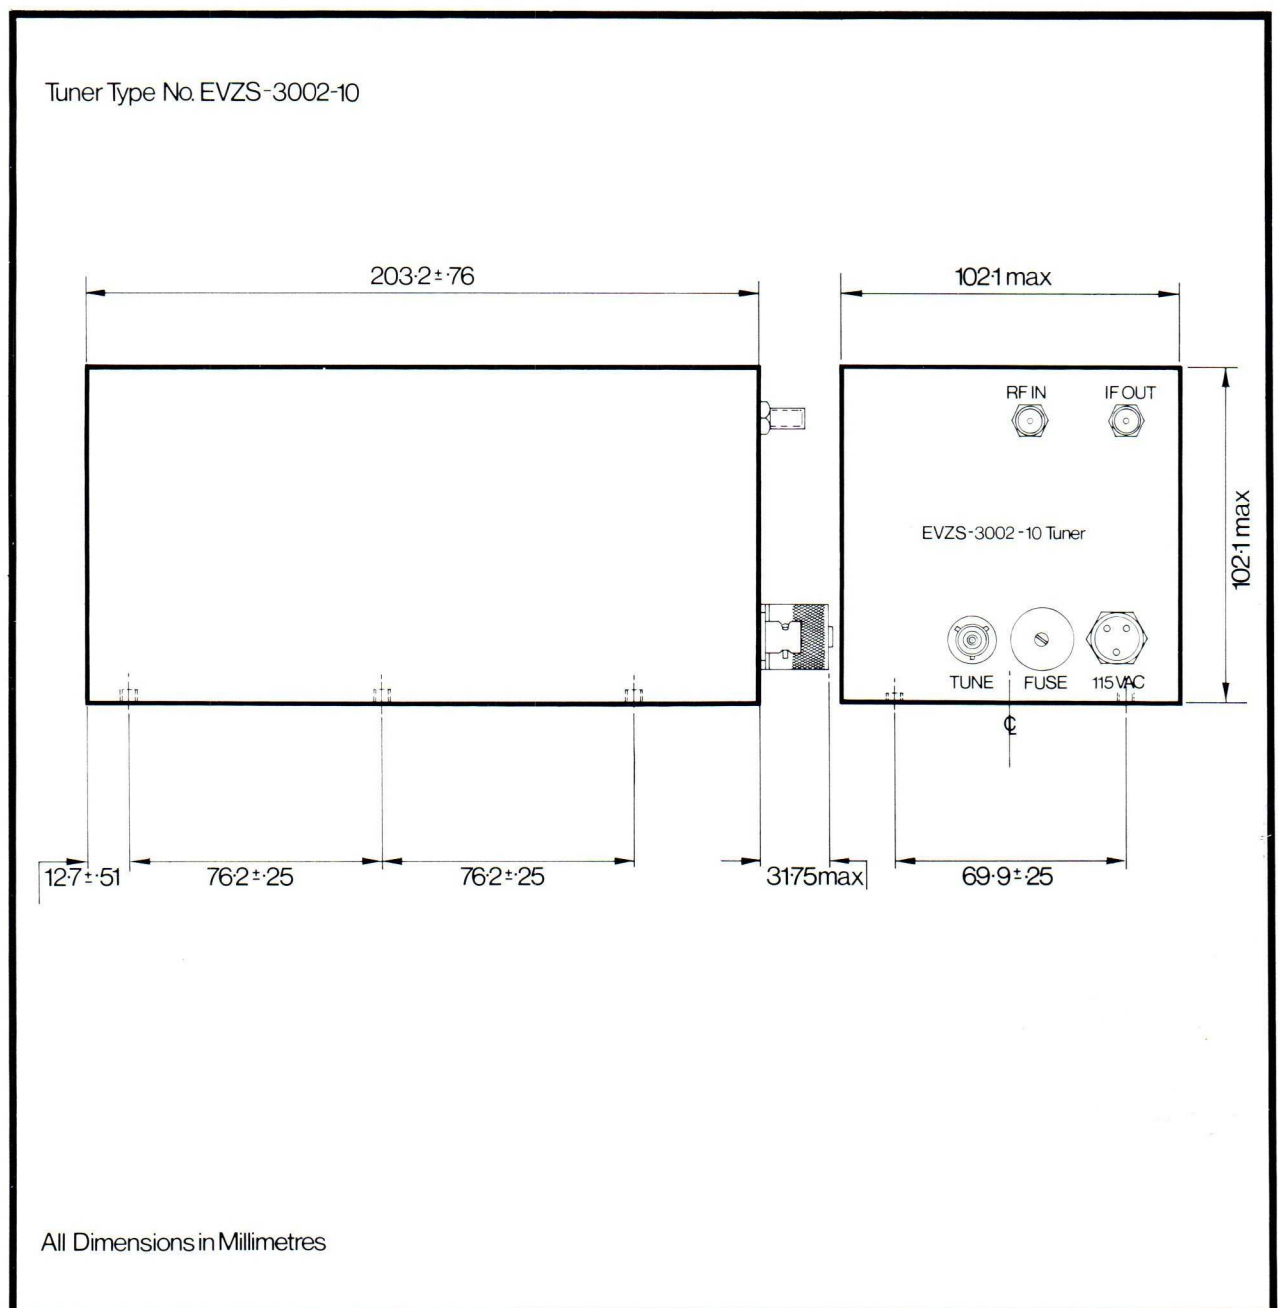 Tuner Type No. EVZS-3002-10
203·2±·76
102·1 max
RF IN
IF OUT
EVZS-3002-10 Tuner
102·1 max
TUNE
FUSE
115 VAC
℄
12·7±·51
76·2±·25
76·2±·25
31·75max
69·9±·25
All Dimensions in Millimetres